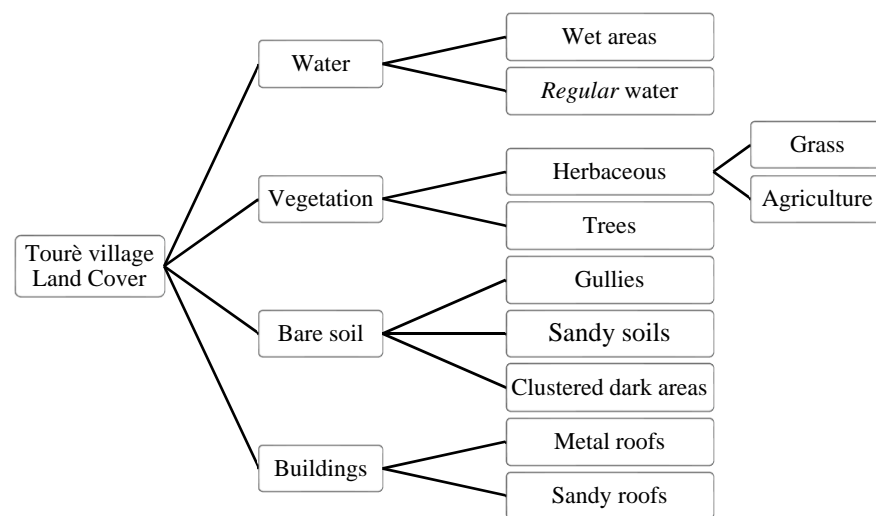 Tourè village
Land Cover
Water
Wet areas
Regular water
Vegetation
Herbaceous
Grass
Agriculture
Trees
Bare soil
Gullies
Sandy soils
Clustered dark areas
Buildings
Metal roofs
Sandy roofs